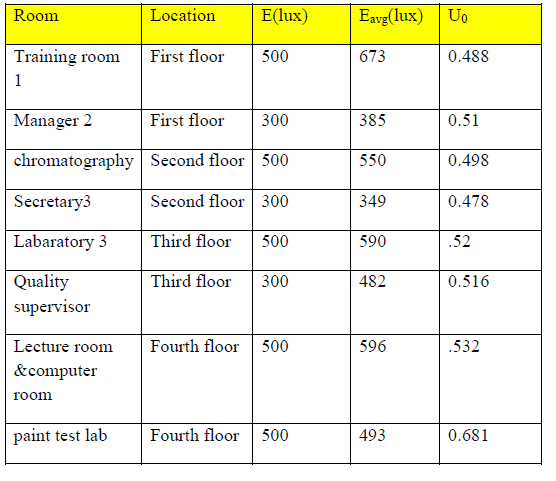 Room Location E(lux) Eavg(lux) U0
Training room First floor 500 673 0.488
1
Manager 2 First floor 300 385 0.51
chromatography Second floor 500 550 0.498
Secretary3 Second floor 300 349 0.478
Labaratory 3 Third floor 500 590 .52
Quality Third floor 300 482 0.516
supervisor
Lecture room Fourth floor 500 596 .532
&computer
room
paint test lab Fourth floor 500 493 0.681